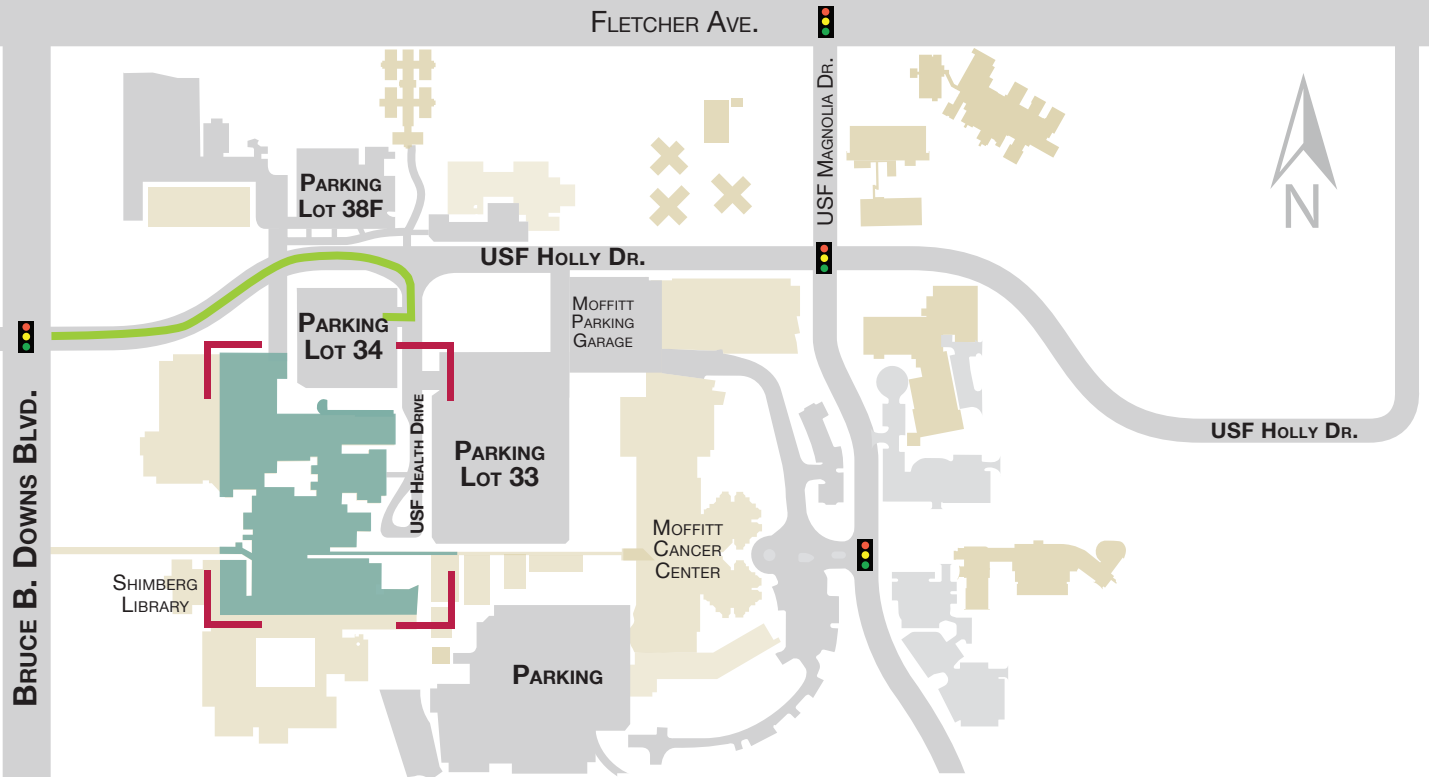 FLETCHER AVE.
USF MAGNOLIA DR.
N
PARKING
LOT 38F
USF HOLLY DR.
MOFFITT
PARKING
GARAGE
PARKING
LOT 34
BRUCE B. DOWNS BLVD.
USF HEALTH DRIVE
PARKING
LOT 33
USF HOLLY DR.
MOFFITT
CANCER
CENTER
SHIMBERG
LIBRARY
PARKING